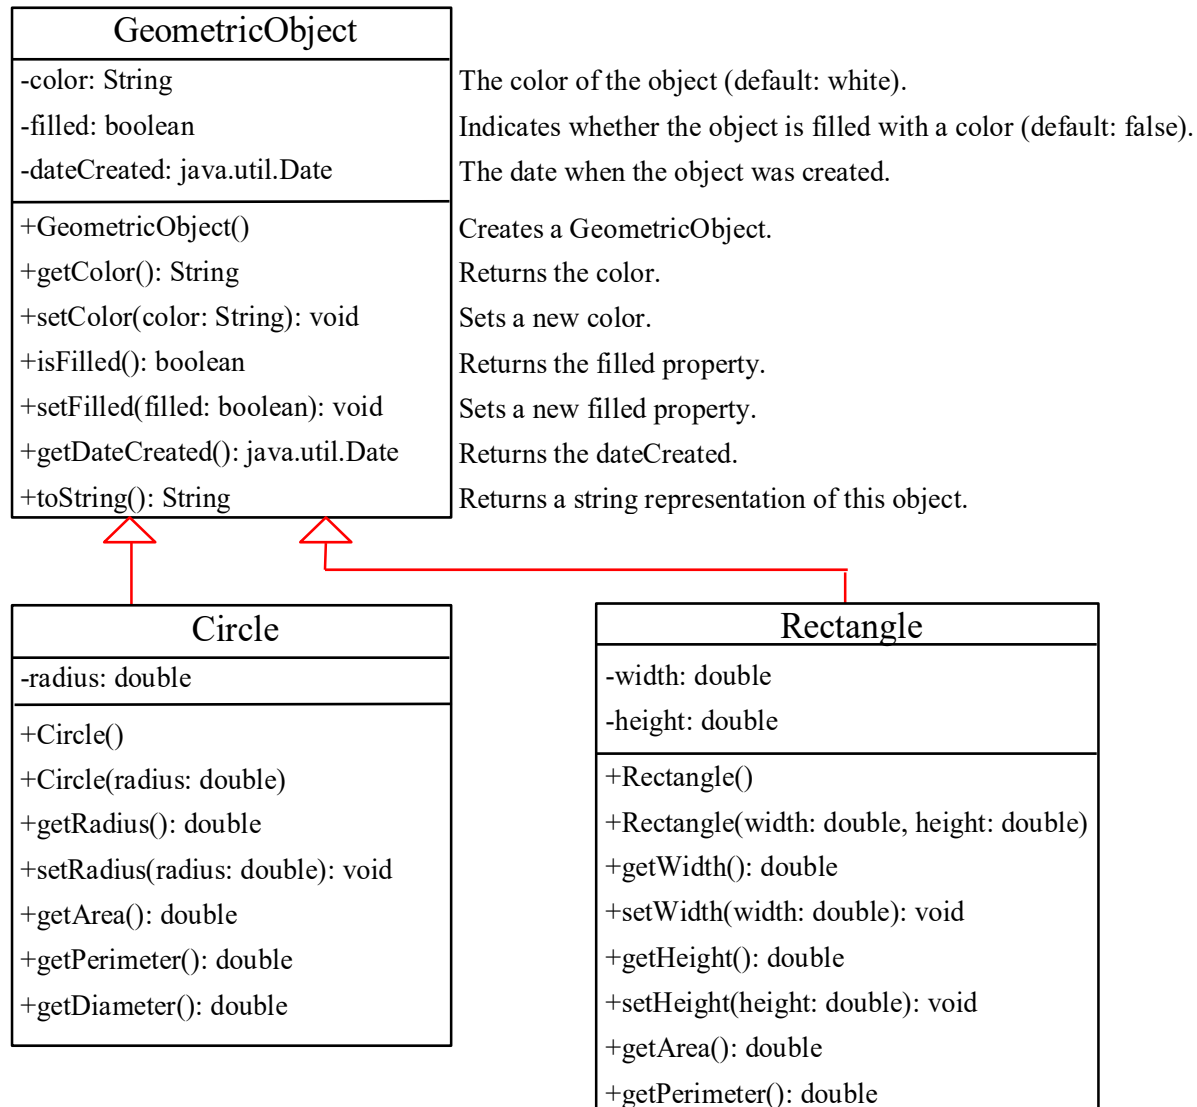 GeometricObject
-color: String
The color of the object (default: white).
-filled: boolean
Indicates whether the object is filled with a color (default: false).
-dateCreated: java.util.Date
The date when the object was created.
+GeometricObject()
Creates a GeometricObject.
+getColor(): String
Returns the color.
+setColor(color: String): void
Sets a new color.
+isFilled(): boolean
Returns the filled property.
+setFilled(filled: boolean): void
Sets a new filled property.
+getDateCreated(): java.util.Date
Returns the dateCreated.
+toString(): String
Returns a string representation of this object.
Circle
-radius: double
+Circle()
+Circle(radius: double)
+getRadius(): double
+setRadius(radius: double): void
+getArea(): double
+getPerimeter(): double
+getDiameter(): double
Rectangle
-width: double
-height: double
+Rectangle()
+Rectangle(width: double, height: double)
+getWidth(): double
+setWidth(width: double): void
+getHeight(): double
+setHeight(height: double): void
+getArea(): double
+getPerimeter(): double